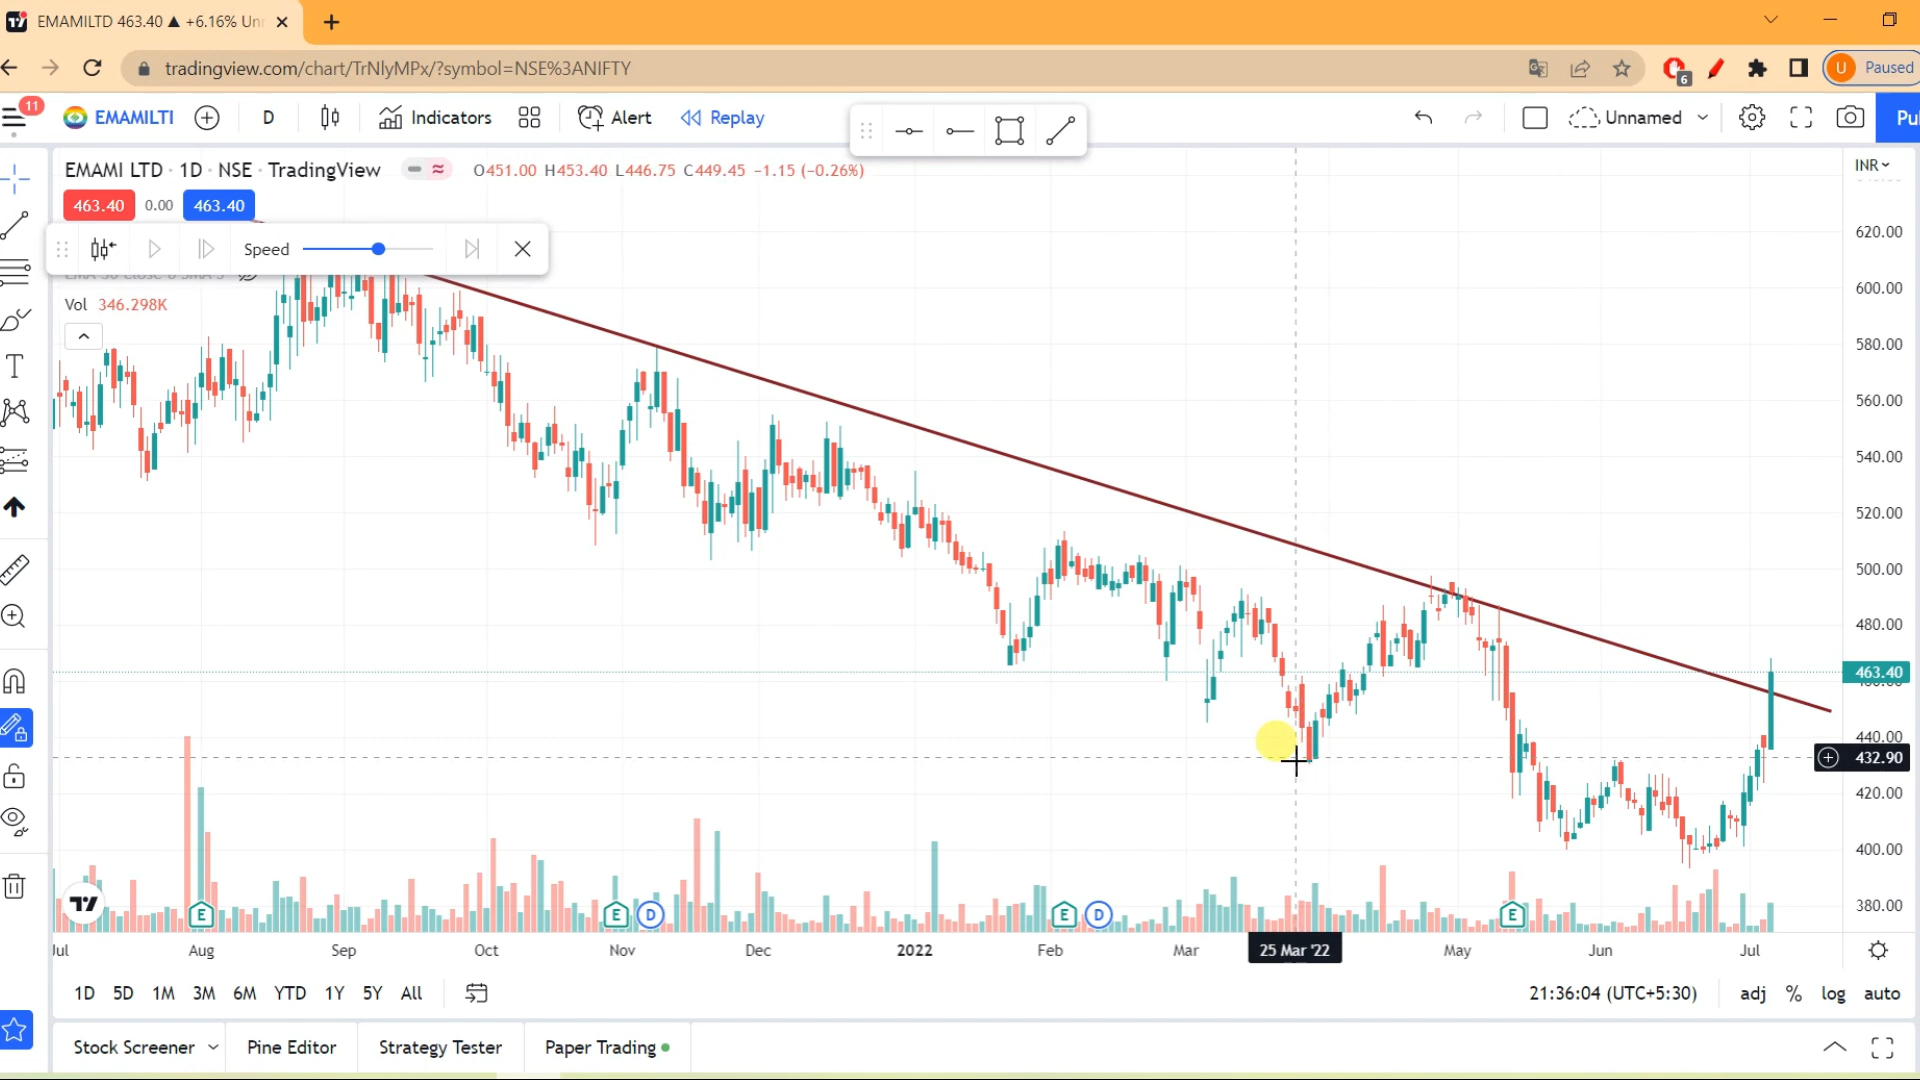 EMAMILTD 463.40 ▲ +6.16% Unn
tradingview.com/chart/TrNlyMPx/?symbol=NSE%3ANIFTY
6
U Paused
11
EMAMILTI
D
Indicators
Alert
Replay
Unnamed
Pu
EMAMI LTD · 1D · NSE · TradingView
O451.00 H453.40 L446.75 C449.45 −1.15 (−0.26%)
INR
463.40 0.00 463.40
Speed
Vol 346.298K
620.00
600.00
580.00
560.00
540.00
520.00
500.00
480.00
463.40
440.00
432.90
420.00
400.00
380.00
E E D E D E
Jul Aug Sep Oct Nov Dec 2022 Feb Mar 25 Mar '22 May Jun Jul
1D 5D 1M 3M 6M YTD 1Y 5Y All
21:36:04 (UTC+5:30) adj % log auto
Stock Screener Pine Editor Strategy Tester Paper Trading